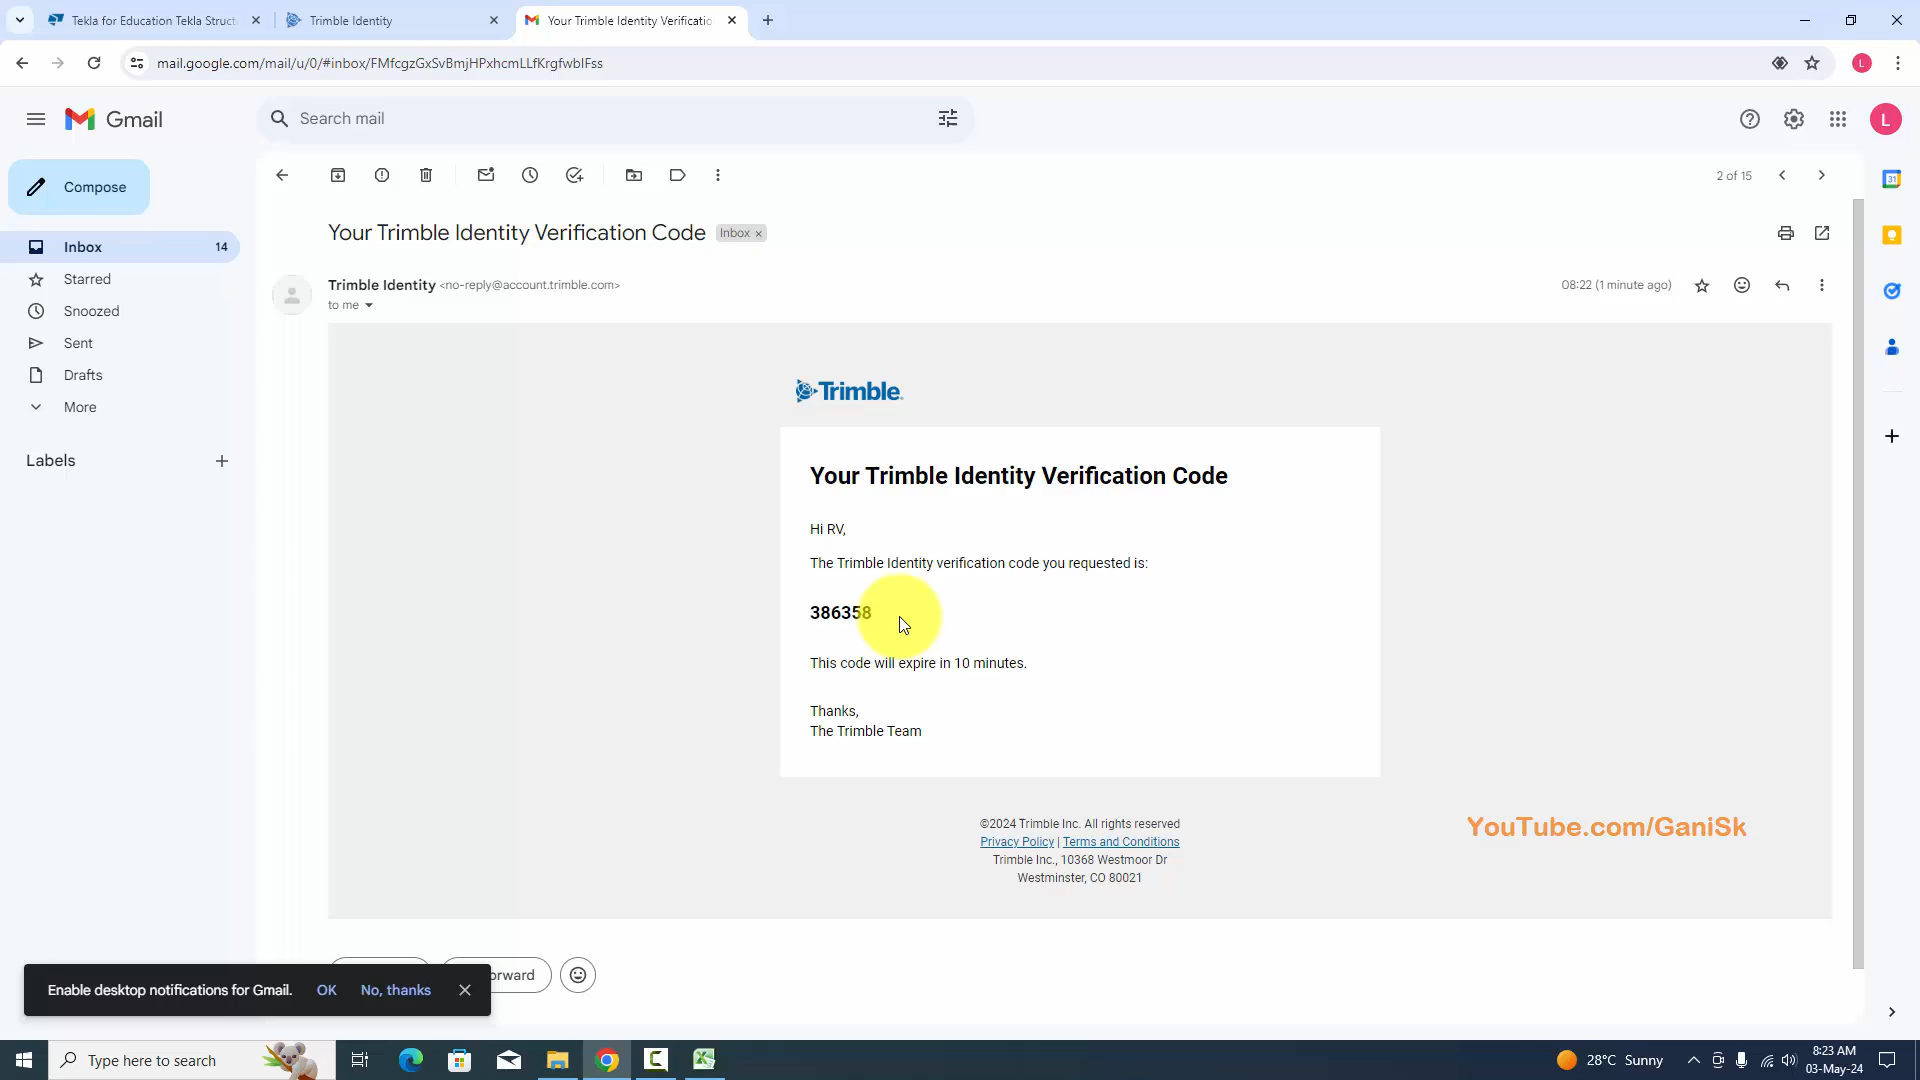 Tekla for Education Tekla Struct
Trimble Identity
Your Trimble Identity Verificatio
mail.google.com/mail/u/0/#inbox/FMfcgzGxSvBmjHPxhcmLLfKrgfwblFss
L
Gmail
Search mail
L
Compose
2 of 15
31
Your Trimble Identity Verification Code
Inbox ×
Inbox 14
Starred
Snoozed
Sent
Drafts
More
Labels
Trimble Identity <no-reply@account.trimble.com>
08:22 (1 minute ago)
to me
Trimble
Your Trimble Identity Verification Code
Hi RV,
The Trimble Identity verification code you requested is:
386358
This code will expire in 10 minutes.
Thanks,
The Trimble Team
©2024 Trimble Inc. All rights reserved
Privacy Policy | Terms and Conditions
Trimble Inc., 10368 Westmoor Dr
Westminster, CO 80021
YouTube.com/GaniSk
orward
Enable desktop notifications for Gmail. OK No, thanks
Type here to search
28°C Sunny
8:23 AM
03-May-24